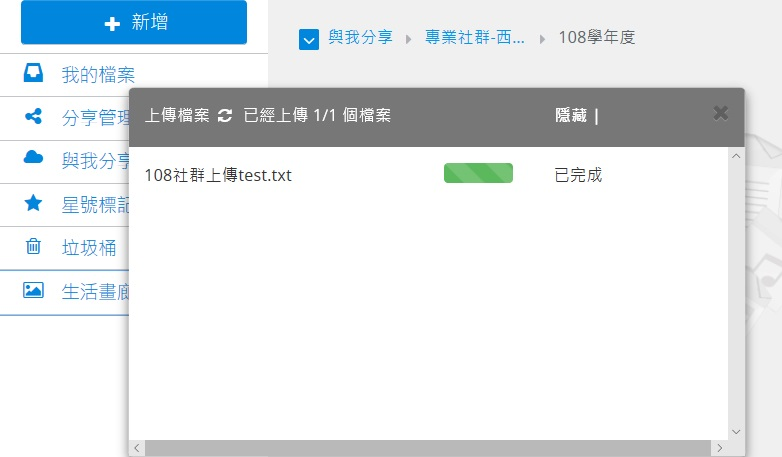 新增
與我分享
專業社群-西...
108學年度
我的檔案
分享管理
與我分享
星號標記
垃圾桶
生活畫廊
上傳檔案 已經上傳 1/1 個檔案 隱藏 |
108社群上傳test.txt 已完成